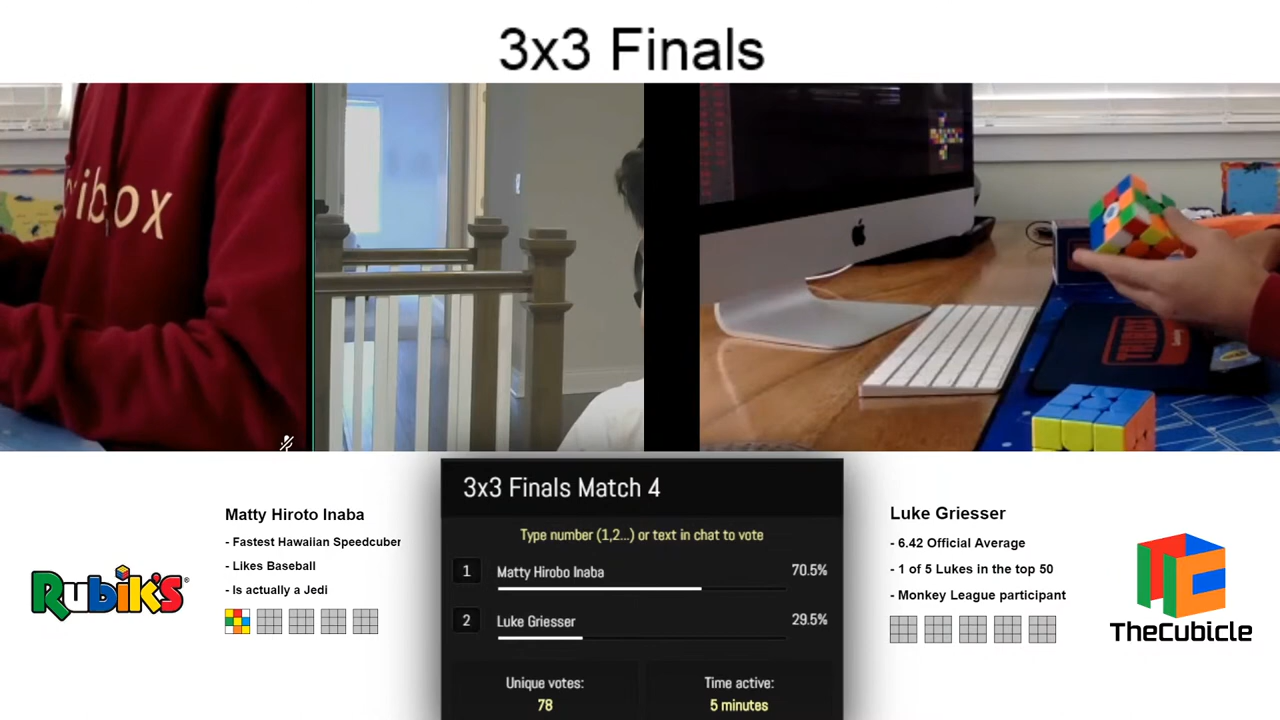 3x3 Finals
ribox
Matty Hiroto Inaba
- Fastest Hawaiian Speedcuber
- Likes Baseball
- Is actually a Jedi
RUBIK'S®
3x3 Finals Match 4
Type number (1,2...) or text in chat to vote
1 Matty Hirobo Inaba 70.5%
2 Luke Griesser 29.5%
Unique votes: Time active:
78 5 minutes
Luke Griesser
- 6.42 Official Average
- 1 of 5 Lukes in the top 50
- Monkey League participant
TheCubicle